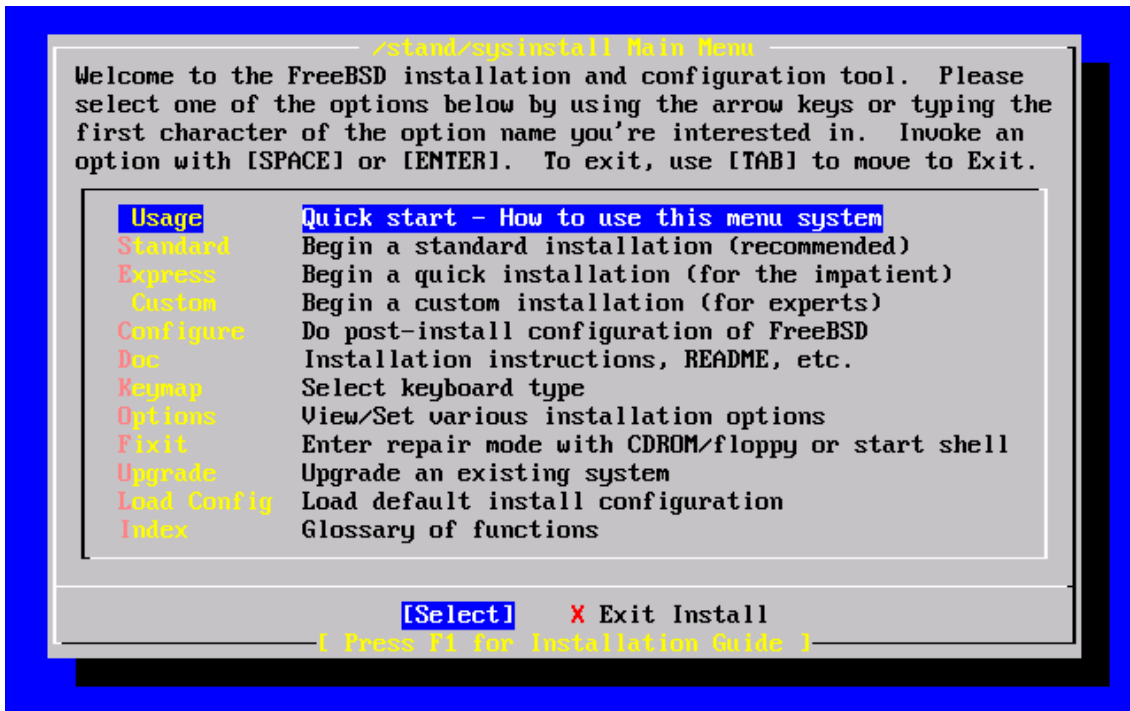 /stand/sysinstall Main Menu
Welcome to the FreeBSD installation and configuration tool.  Please
select one of the options below by using the arrow keys or typing the
first character of the option name you're interested in.  Invoke an
option with [SPACE] or [ENTER].  To exit, use [TAB] to move to Exit.
Usage Quick start - How to use this menu system
Standard Begin a standard installation (recommended)
Express Begin a quick installation (for the impatient)
Custom Begin a custom installation (for experts)
Configure Do post-install configuration of FreeBSD
Doc Installation instructions, README, etc.
Keymap Select keyboard type
Options View/Set various installation options
Fixit Enter repair mode with CDROM/floppy or start shell
Upgrade Upgrade an existing system
Load Config Load default install configuration
Index Glossary of functions
[Select] X Exit Install
[ Press F1 for Installation Guide ]